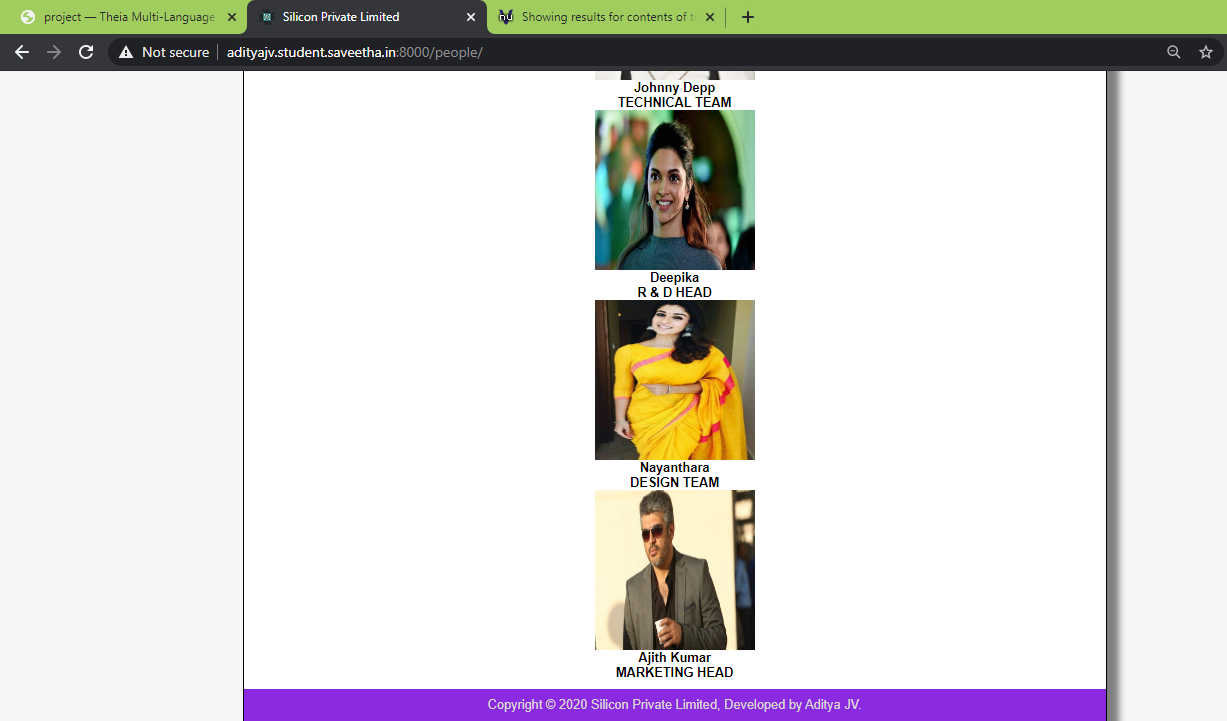 project — Theia Multi-Language
Silicon Private Limited
Showing results for contents of t
Not secure
adityajv.student.saveetha.in:8000/people/
Johnny Depp
TECHNICAL TEAM
Deepika
R & D HEAD
Nayanthara
DESIGN TEAM
Ajith Kumar
MARKETING HEAD
Copyright © 2020 Silicon Private Limited, Developed by Aditya JV.